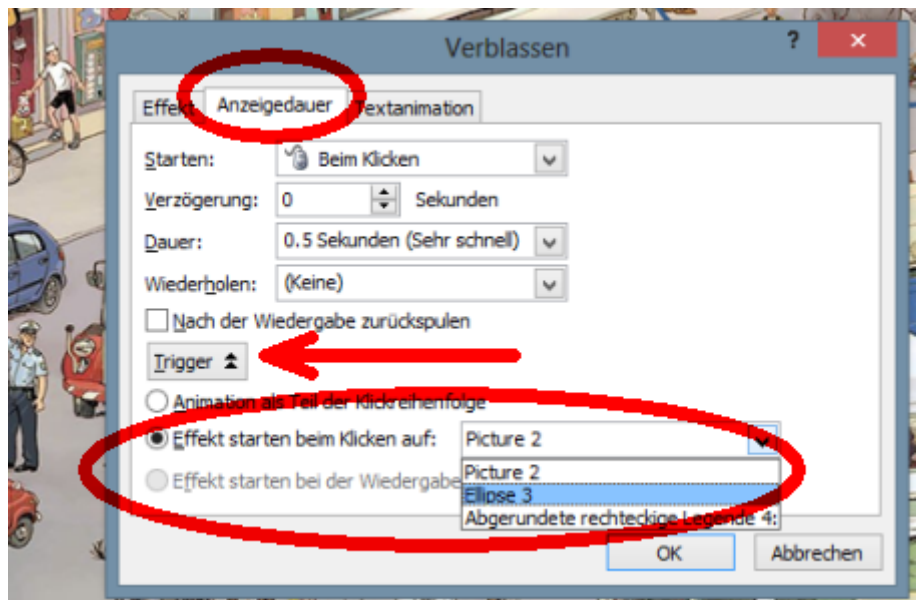 Verblassen ?
Effekt Anzeigedauer Textanimation
Starten: Beim Klicken
Verzögerung: 0 Sekunden
Dauer: 0.5 Sekunden (Sehr schnell)
Wiederholen: (Keine)
Nach der Wiedergabe zurückspulen
Trigger
Animation als Teil der Klickreihenfolge
Effekt starten beim Klicken auf: Picture 2
Effekt starten bei der Wiedergabe
Picture 2
Ellipse 3
Abgerundete rechteckige Legende 4:
OK Abbrechen